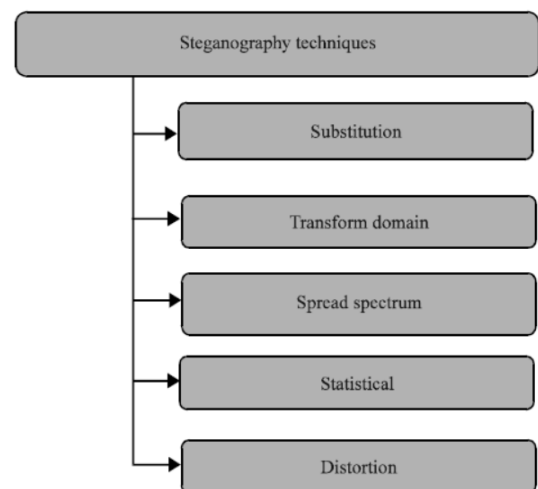 Steganography techniques
Substitution
Transform domain
Spread spectrum
Statistical
Distortion